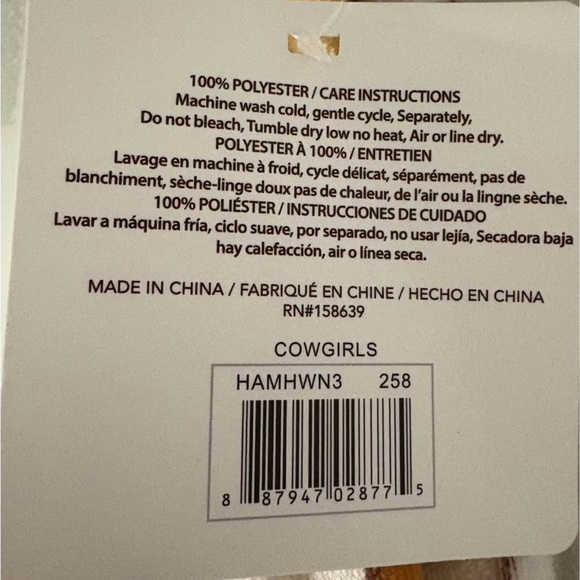 100% POLYESTER / CARE INSTRUCTIONS
Machine wash cold, gentle cycle, Separately,
Do not bleach, Tumble dry low no heat, Air or line dry.
POLYESTER À 100% / ENTRETIEN
Lavage en machine à froid, cycle délicat, séparément, pas de
blanchiment, sèche-linge doux pas de chaleur, de l'air ou la lingne sèche.
100% POLIÉSTER / INSTRUCCIONES DE CUIDADO
Lavar a máquina fría, ciclo suave, por separado, no usar lejía, Secadora baja
hay calefacción, air o línea seca.
MADE IN CHINA / FABRIQUÉ EN CHINE / HECHO EN CHINA
RN#158639
COWGIRLS
HAMHWN3 258
8 87947 02877 5